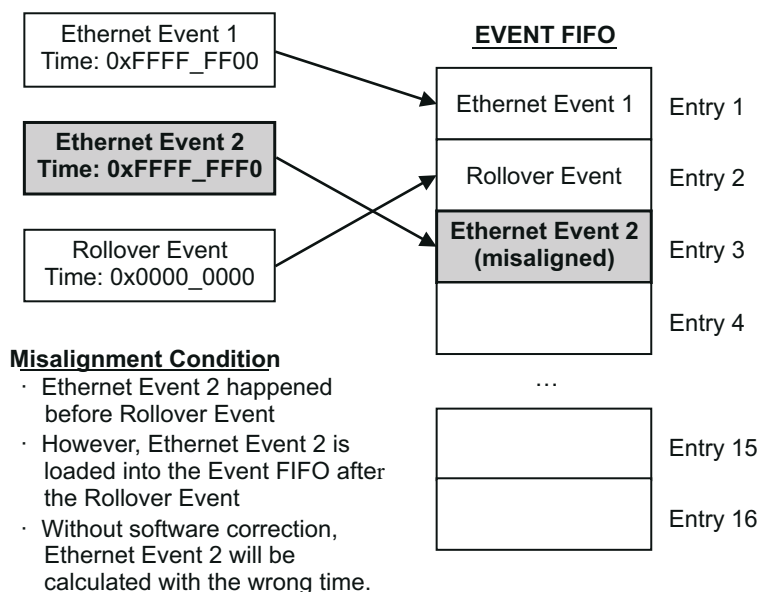 Ethernet Event 1
Time: 0xFFFF_FF00
Ethernet Event 2
Time: 0xFFFF_FFF0
Rollover Event
Time: 0x0000_0000
EVENT FIFO
Ethernet Event 1
Entry 1
Rollover Event
Entry 2
Ethernet Event 2
(misaligned)
Entry 3
Entry 4
...
Entry 15
Entry 16
Misalignment Condition
· Ethernet Event 2 happened
before Rollover Event
· However, Ethernet Event 2 is
loaded into the Event FIFO after
the Rollover Event
· Without software correction,
Ethernet Event 2 will be
calculated with the wrong time.